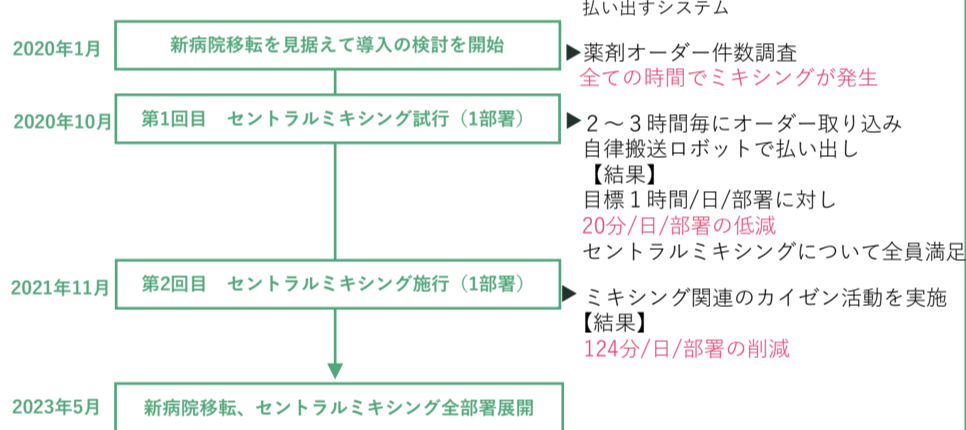 払い出すシステム
2020年1月
新病院移転を見据えて導入の検討を開始
▶薬剤オーダー件数調査
全ての時間でミキシングが発生
2020年10月
第1回目　セントラルミキシング試行（1部署）
▶２～３時間毎にオーダー取り込み
自律搬送ロボットで払い出し
【結果】
目標１時間/日/部署に対し
20分/日/部署の低減
セントラルミキシングについて全員満足
2021年11月
第2回目　セントラルミキシング施行（1部署）
▶ミキシング関連のカイゼン活動を実施
【結果】
124分/日/部署の削減
2023年5月
新病院移転、セントラルミキシング全部署展開